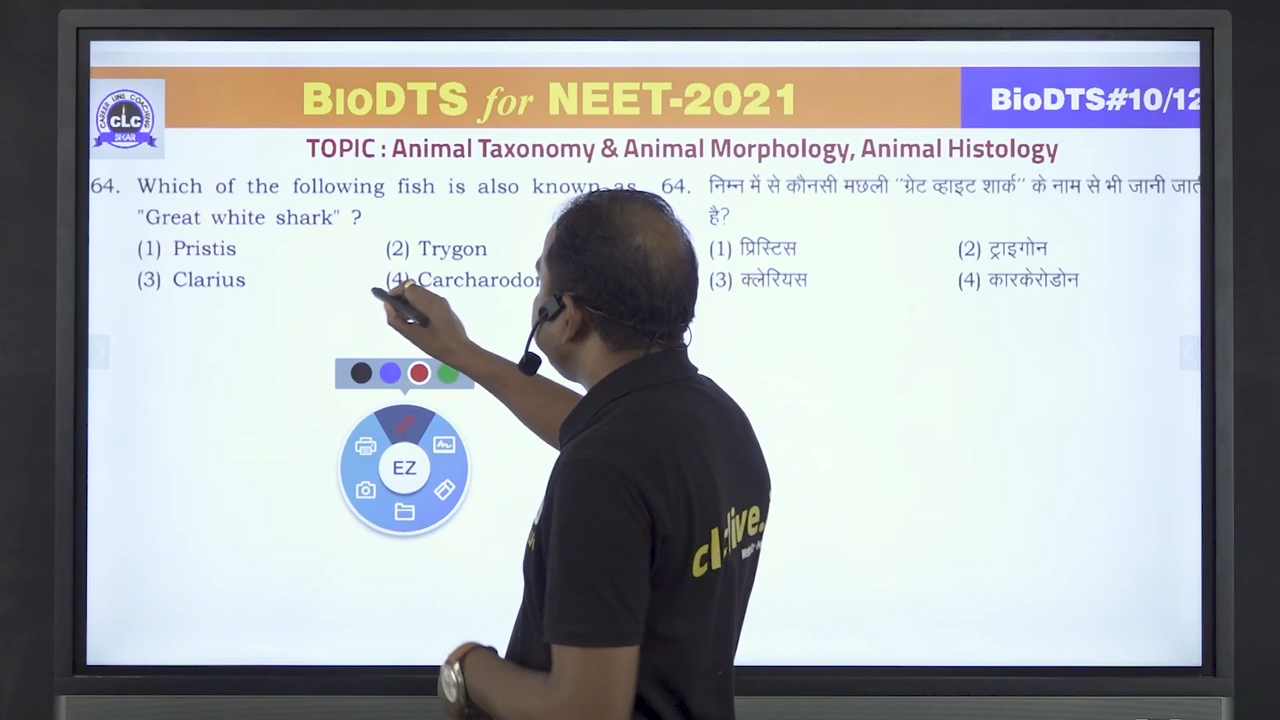 CAREER LINE COACHING
CLC
SIKAR
BIODTS for NEET-2021
BioDTS#10/12
TOPIC : Animal Taxonomy & Animal Morphology, Animal Histology
64. Which of the following fish is also known as
"Great white shark" ?
(1) Pristis (2) Trygon
(3) Clarius (4) Carcharodon
64. निम्न में से कौनसी मछली "ग्रेट व्हाइट शार्क" के नाम से भी जानी जाती
है?
(1) प्रिस्टिस (2) ट्राइगोन
(3) क्लेरियस (4) कारकेरोडोन
EZ
live.